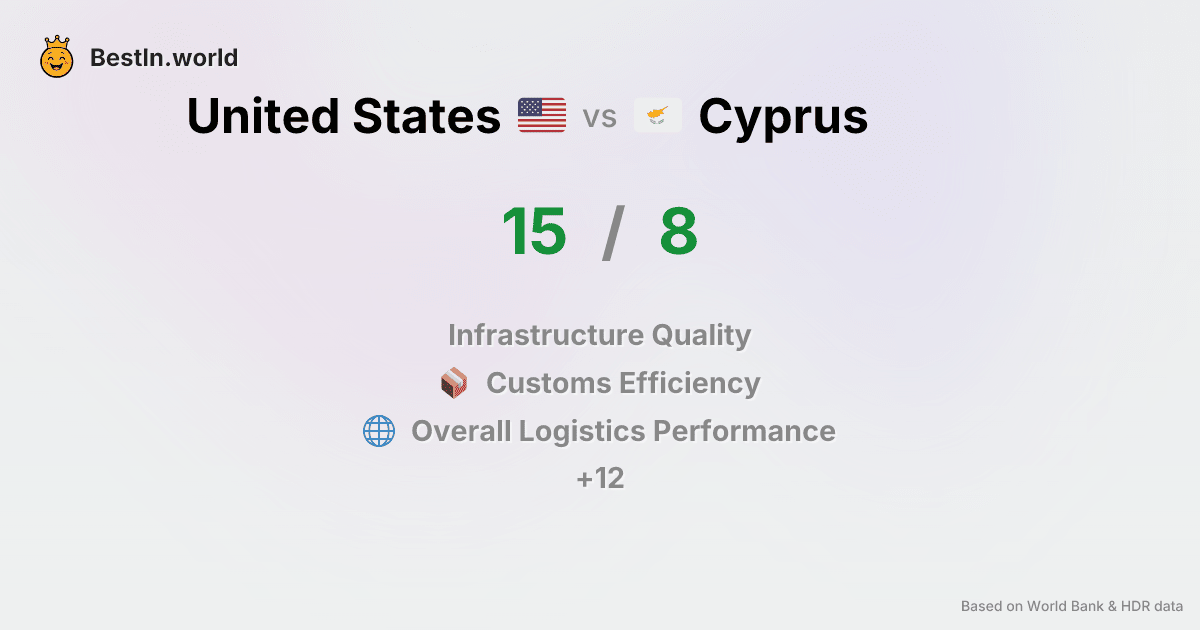 BestIn.world
United States vs Cyprus
15 / 8
Infrastructure Quality
Customs Efficiency
Overall Logistics Performance
+12
Based on World Bank & HDR data